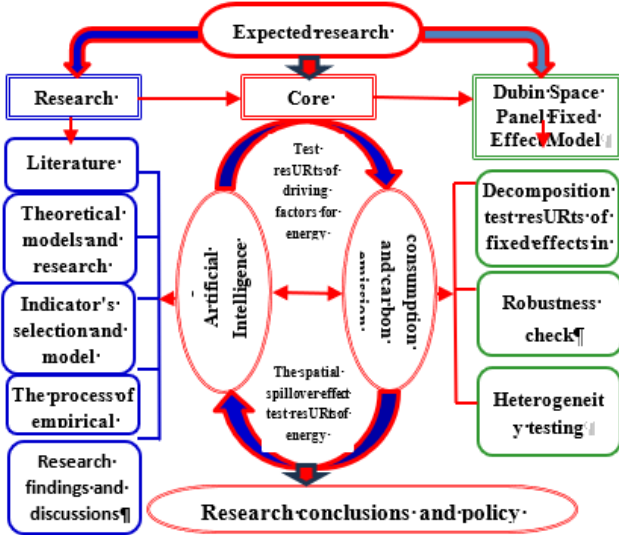 Expected research
Research
Core
Dubin Space
Panel Fixed
Effect Model
Literature
Theoretical
models and
research
Indicator's
selection and
model
The process of
empirical
Research
findings and
discussions¶
Test
resURts of
driving
factors for
energy
Artificial
Intelligence
consumption
and carbon
emission
The spatial
spillover effect
test resURts of
energy
Decomposition
test resURts of
fixed effects in
Robustness
check¶
Heterogeneit
y testing
Research conclusions and policy